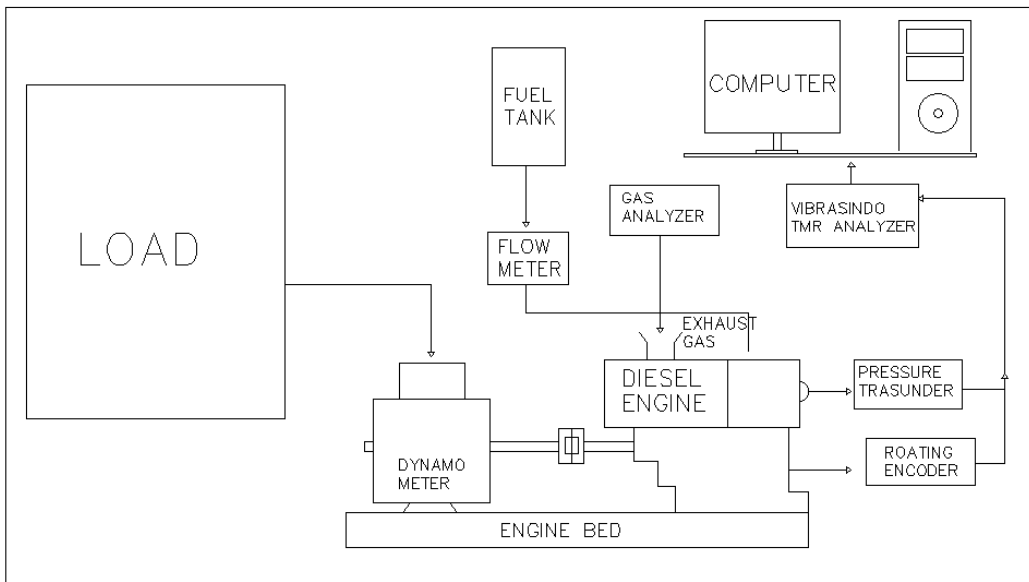 LOAD
FUEL
TANK
FLOW
METER
GAS
ANALYZER
COMPUTER
VIBRASINDO
TMR ANALYZER
EXHAUST
GAS
DIESEL
ENGINE
PRESSURE
TRASUNDER
ROATING
ENCODER
DYNAMO
METER
ENGINE BED